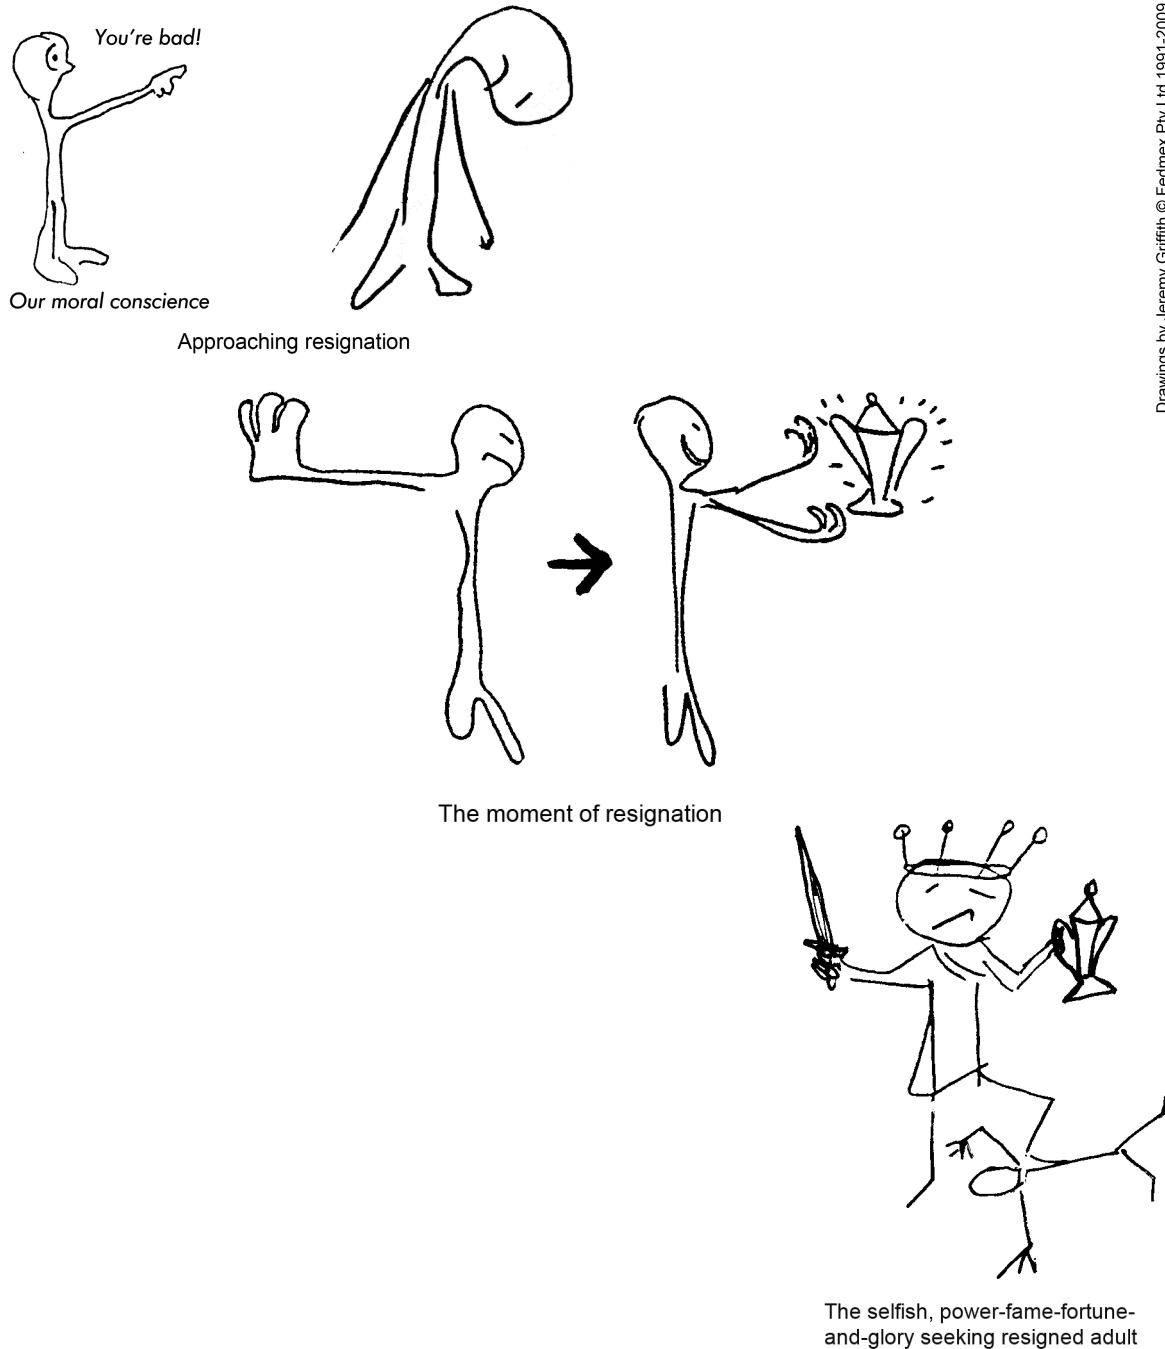 You're bad!
Our moral conscience
Approaching resignation
The moment of resignation
The selfish, power-fame-fortune-
and-glory seeking resigned adult
Drawings by Jeremy Griffith © Fedmex Pty Ltd 1991-2009